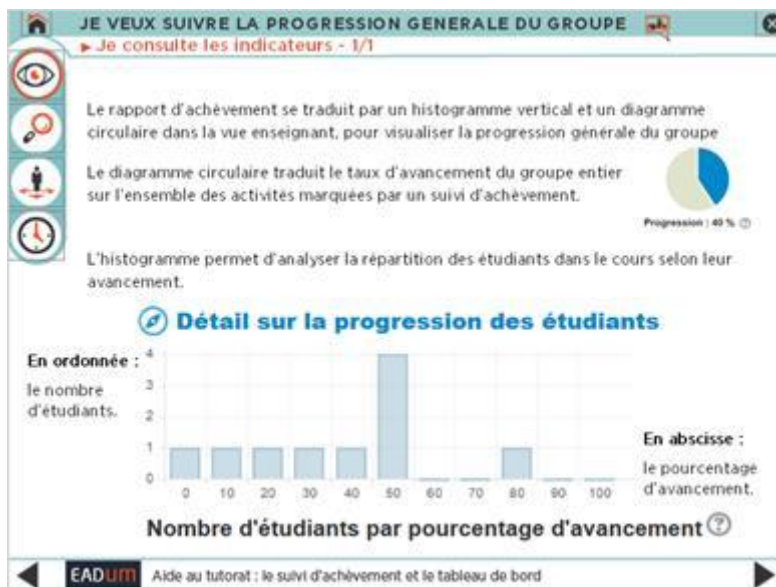 JE VEUX SUIVRE LA PROGRESSION GENERALE DU GROUPE
► Je consulte les indicateurs - 1/1
Le rapport d'achèvement se traduit par un histogramme vertical et un diagramme
circulaire dans la vue enseignant, pour visualiser la progression générale du groupe
Le diagramme circulaire traduit le taux d'avancement du groupe entier
sur l'ensemble des activités marquées par un suivi d'achèvement.
Progression : 40 % ?
L'histogramme permet d'analyser la répartition des étudiants dans le cours selon leur
avancement.
Détail sur la progression des étudiants
En ordonnée :
le nombre
d'étudiants.
4
3
2
1
0
0 10 20 30 40 50 60 70 80 90 100
En abscisse :
le pourcentage
d'avancement.
Nombre d'étudiants par pourcentage d'avancement ?
EADum Aide au tutorat : le suivi d'achèvement et le tableau de bord